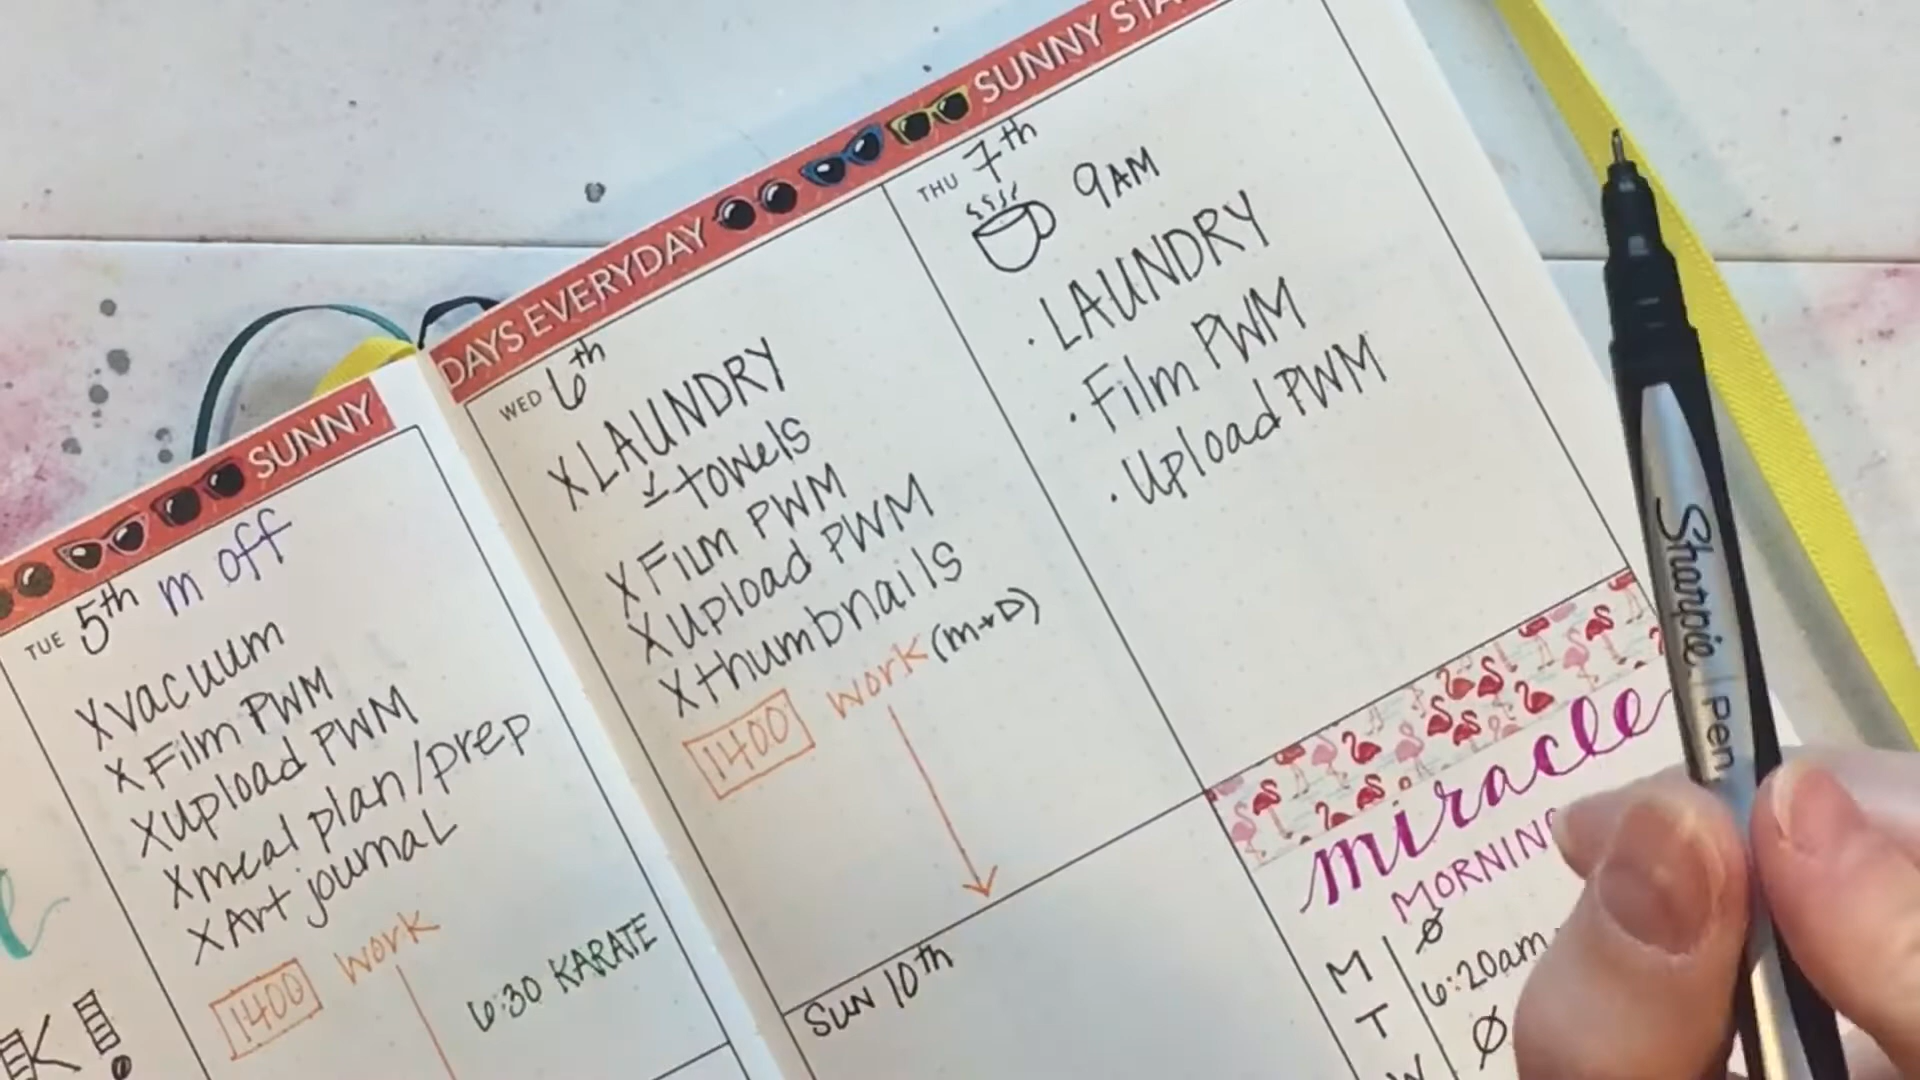 SUNNY
TUE 5th m off
X vacuum
X Film PWM
X Upload PWM
X meal plan/prep
X Art journal
1400 work
6:30 KARATE
K!
DAYS EVERYDAY SUNNY
WED 6th
X LAUNDRY
✓-towels
X FILM PWM
X Upload PWM
X thumbnails
1400 work (m+D)
THU 7th
9AM
· LAUNDRY
· Film PWM
· Upload PWM
SUN 10th
miracle
MORNING
M Ø
T 6:20am
W Ø
Sharpie Pen